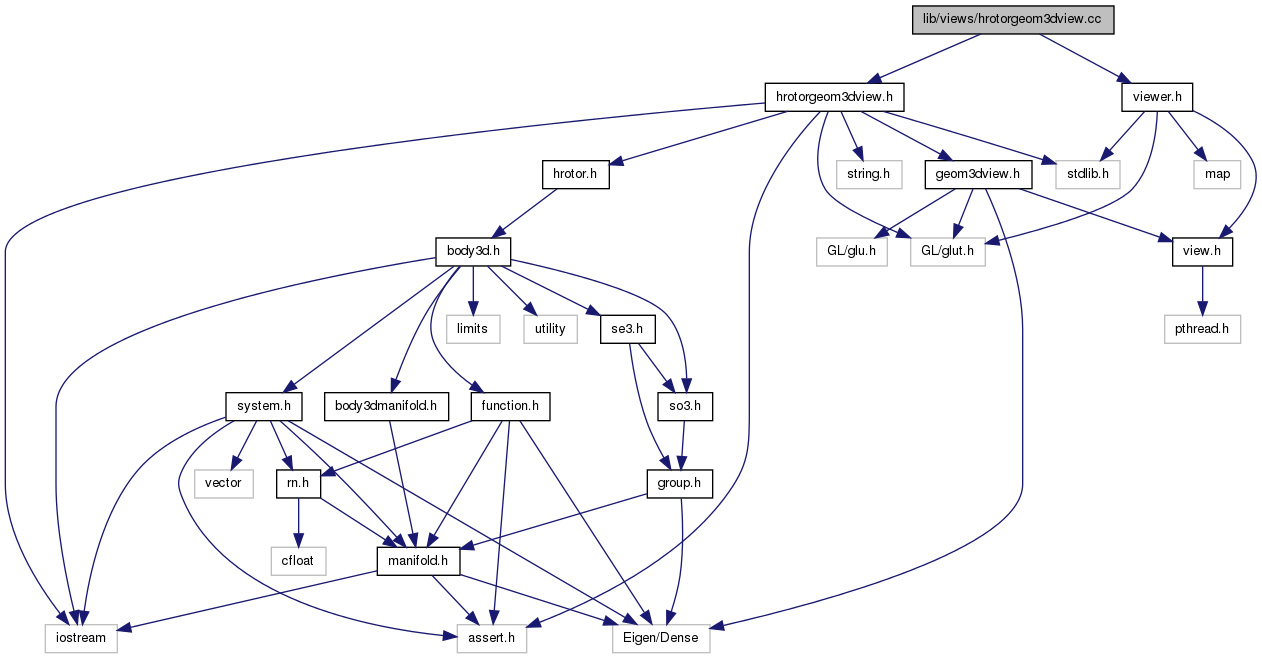 lib/views/hrotorgeom3dview.cc
hrotorgeom3dview.h
viewer.h
hrotor.h
string.h
geom3dview.h
stdlib.h
map
body3d.h
GL/glu.h
GL/glut.h
view.h
limits
utility
se3.h
pthread.h
system.h
body3dmanifold.h
function.h
so3.h
vector
rn.h
group.h
cfloat
manifold.h
iostream
assert.h
Eigen/Dense